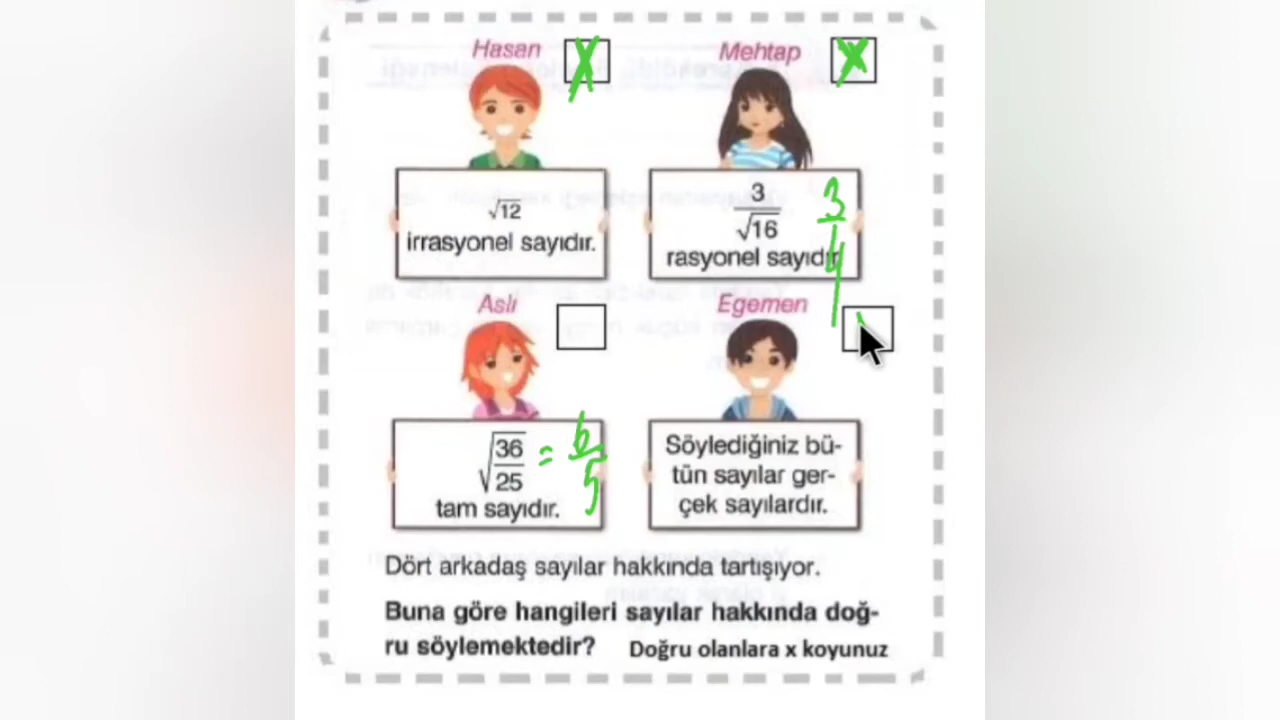 Hasan
X
Mehtap
X
√12
irrasyonel sayıdır.
3
√16
rasyonel sayıdır
3
4
Aslı
Egemen
√36
25
= 6
5
tam sayıdır.
Söylediğiniz bü-
tün sayılar ger-
çek sayılardır.
Dört arkadaş sayılar hakkında tartışıyor.
Buna göre hangileri sayılar hakkında doğ-
ru söylemektedir? Doğru olanlara x koyunuz